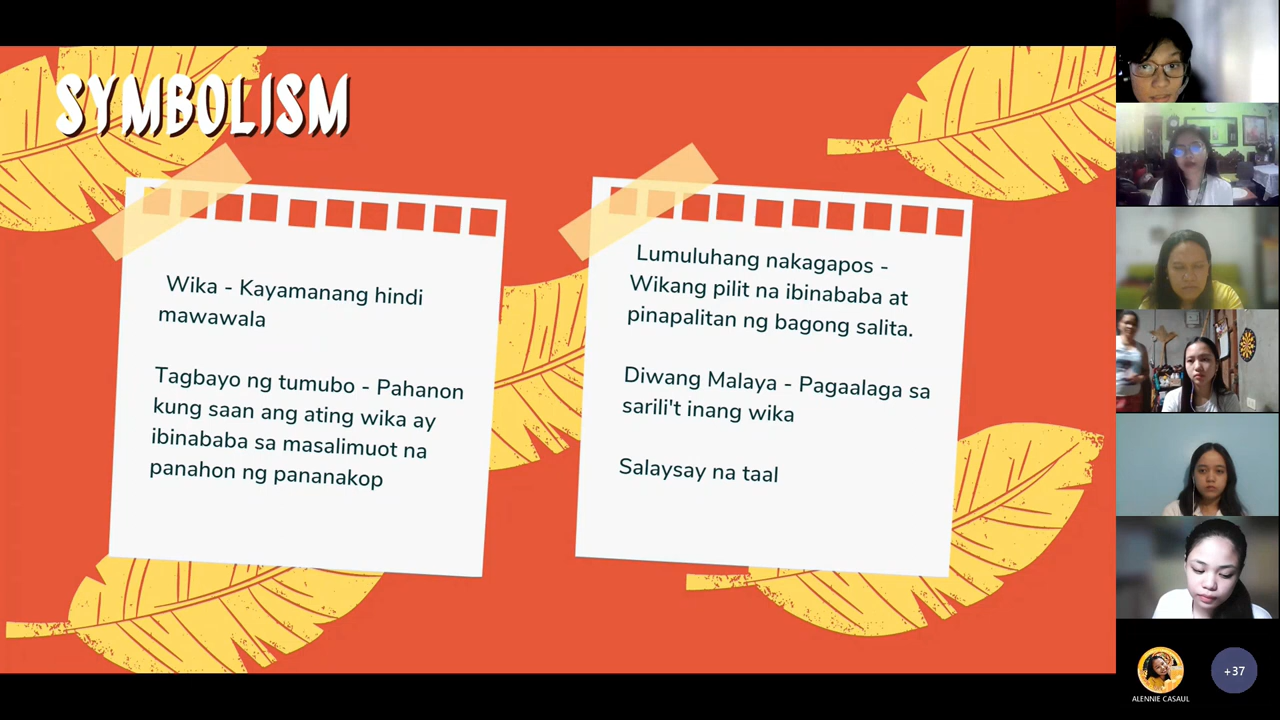 SYMBOLISM
Wika - Kayamanang hindi
mawawala
Tagbayo ng tumubo - Pahanon
kung saan ang ating wika ay
ibinababa sa masalimuot na
panahon ng pananakop
Lumuluhang nakagapos -
Wikang pilit na ibinababa at
pinapalitan ng bagong salita.
Diwang Malaya - Pagaalaga sa
sarili't inang wika
Salaysay na taal
ALENNIE CASAUL
+37